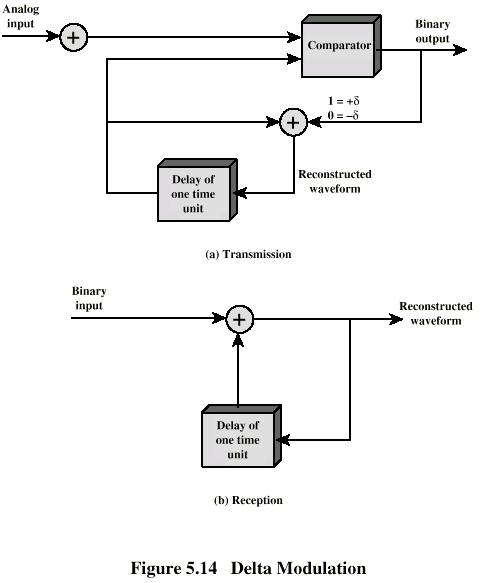 Analog
input
+
Comparator
Binary
output
1 = +δ
0 = –δ
+
Delay of
one time
unit
Reconstructed
waveform
(a) Transmission
Binary
input
+
Reconstructed
waveform
Delay of
one time
unit
(b) Reception
Figure 5.14 Delta Modulation